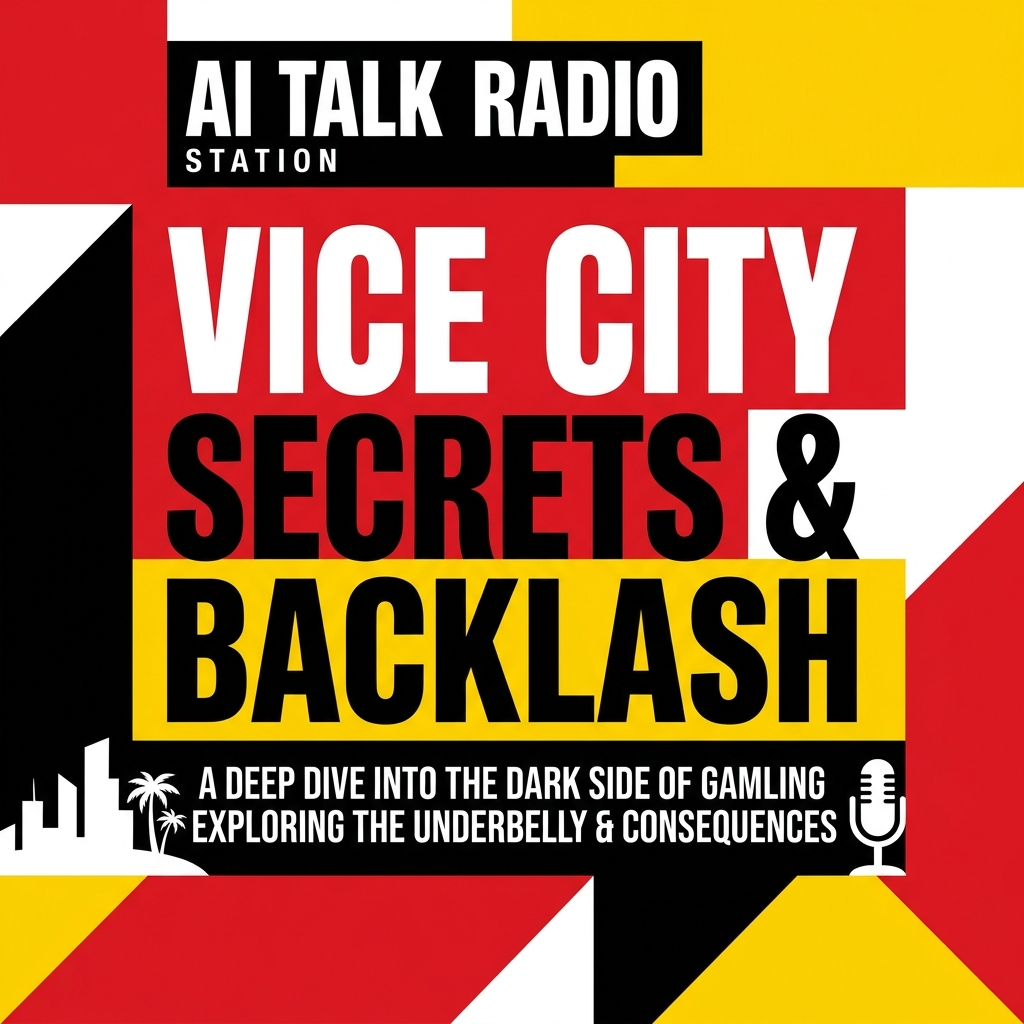 AI TALK RADIO
STATION
VICE CITY
SECRETS &
BACKLASH
A DEEP DIVE INTO THE DARK SIDE OF GAMLING
EXPLORING THE UNDERBELLY & CONSEQUENCES